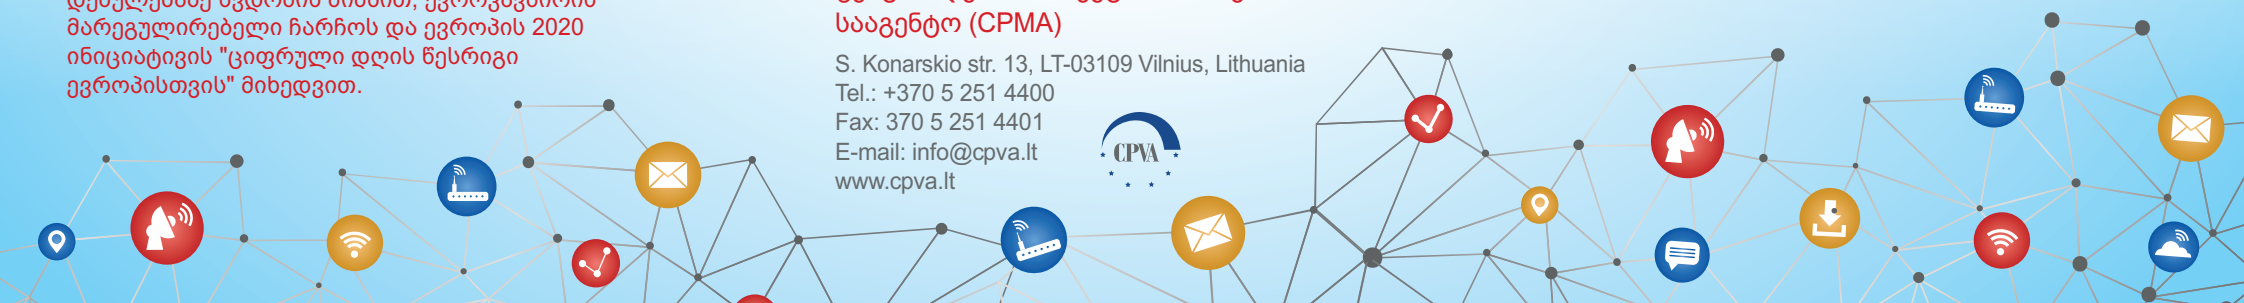 მარეგულირებელი ჩარჩოს და ევროპის 2020
ინიციატივის "ციფრული დღის წესრიგი
ევროპისთვის" მიხედვით.
სააგენტო (CPMA)
S. Konarskio str. 13, LT-03109 Vilnius, Lithuania
Tel.: +370 5 251 4400
Fax: 370 5 251 4401
E-mail: info@cpva.lt
www.cpva.lt
CPVA